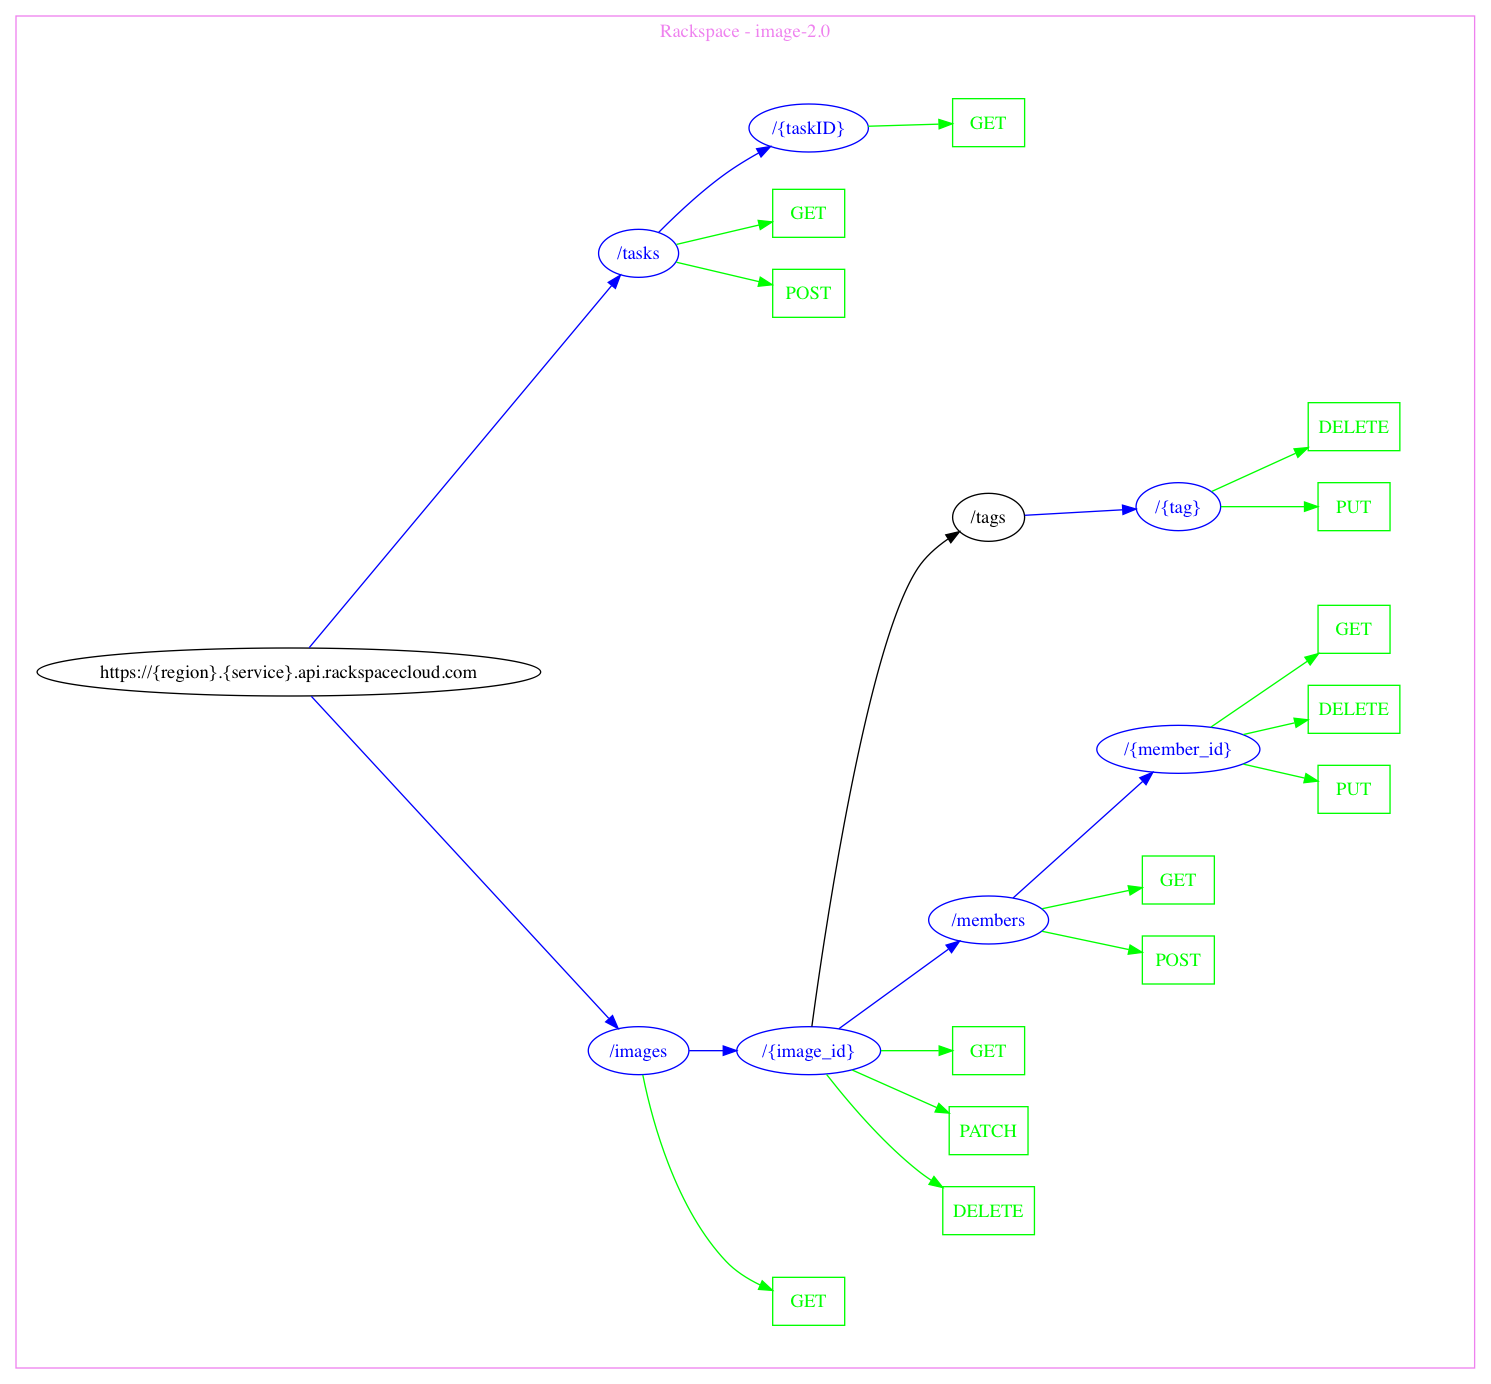 Rackspace - image-2.0
/{taskID}
GET
GET
/tasks
POST
DELETE
/tags
/{tag}
PUT
GET
https://{region}.{service}.api.rackspacecloud.com
DELETE
/{member_id}
PUT
GET
/members
POST
/images
/{image_id}
GET
PATCH
DELETE
GET